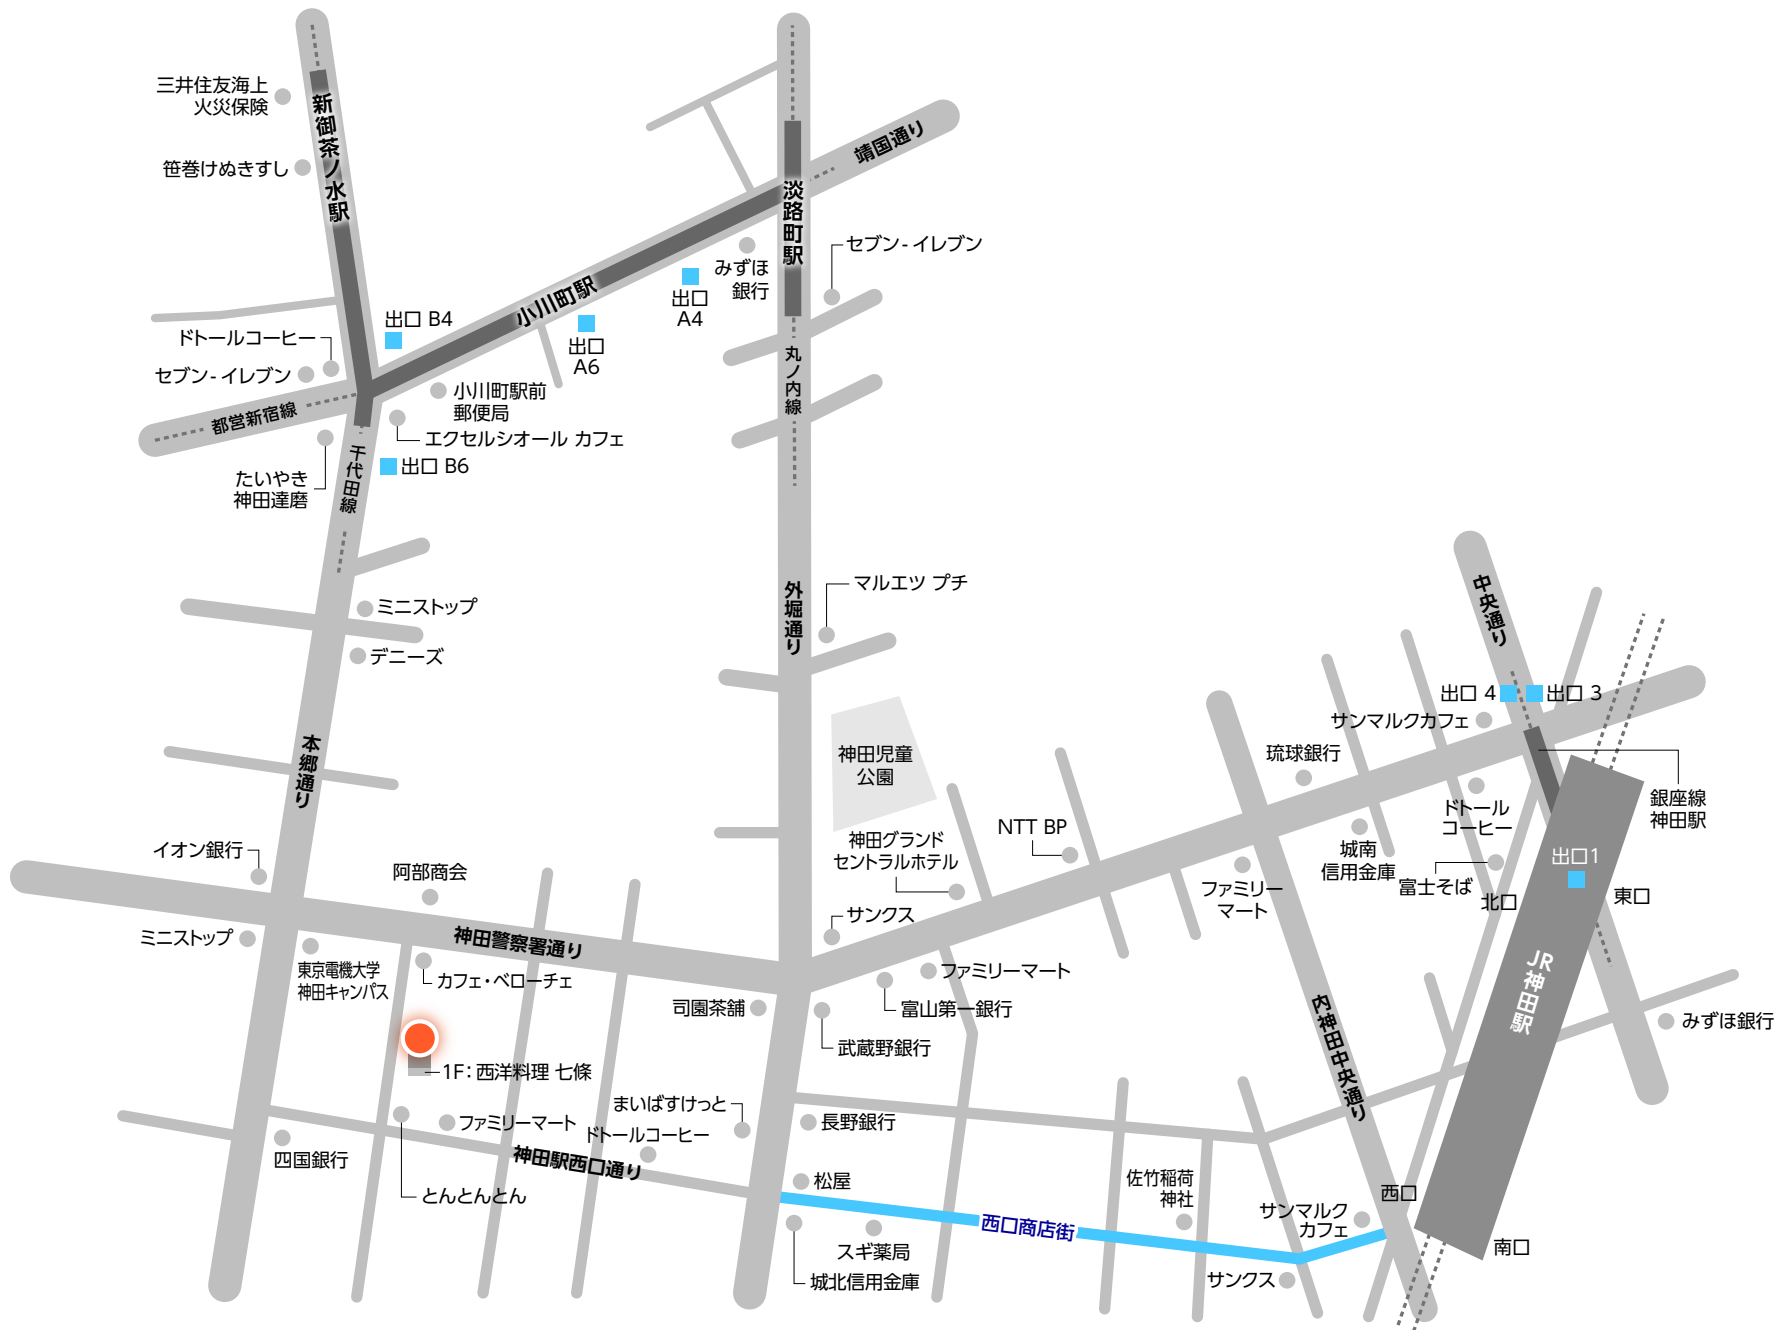 三井住友海上
火災保険
笹巻けぬきすし
新御茶ノ水駅
淡路町駅
靖国通り
セブン-イレブン
みずほ
銀行
出口
A4
小川町駅
出口
A6
出口 B4
ドトールコーヒー
セブン-イレブン
都営新宿線
小川町駅前
郵便局
エクセルシオール カフェ
出口 B6
たいやき
神田達磨
千代田線
丸ノ内線
ミニストップ
デニーズ
外堀通り
マルエツ プチ
中央通り
出口 4
出口 3
サンマルクカフェ
本郷通り
神田児童
公園
琉球銀行
銀座線
神田駅
ドトール
コーヒー
NTT BP
神田グランド
セントラルホテル
イオン銀行
阿部商会
城南
信用金庫
富士そば
出口1
北口
東口
ファミリー
マート
サンクス
ミニストップ
神田警察署通り
東京電機大学
神田キャンパス
カフェ・ベローチェ
ファミリーマート
富山第一銀行
司園茶舗
武蔵野銀行
JR神田駅
みずほ銀行
内神田中央通り
1F：西洋料理 七條
まいばすけっと
ファミリーマート
ドトールコーヒー
長野銀行
四国銀行
神田駅西口通り
とんとんとん
松屋
佐竹稲荷
神社
西口
サンマルク
カフェ
西口商店街
スギ薬局
城北信用金庫
サンクス
南口